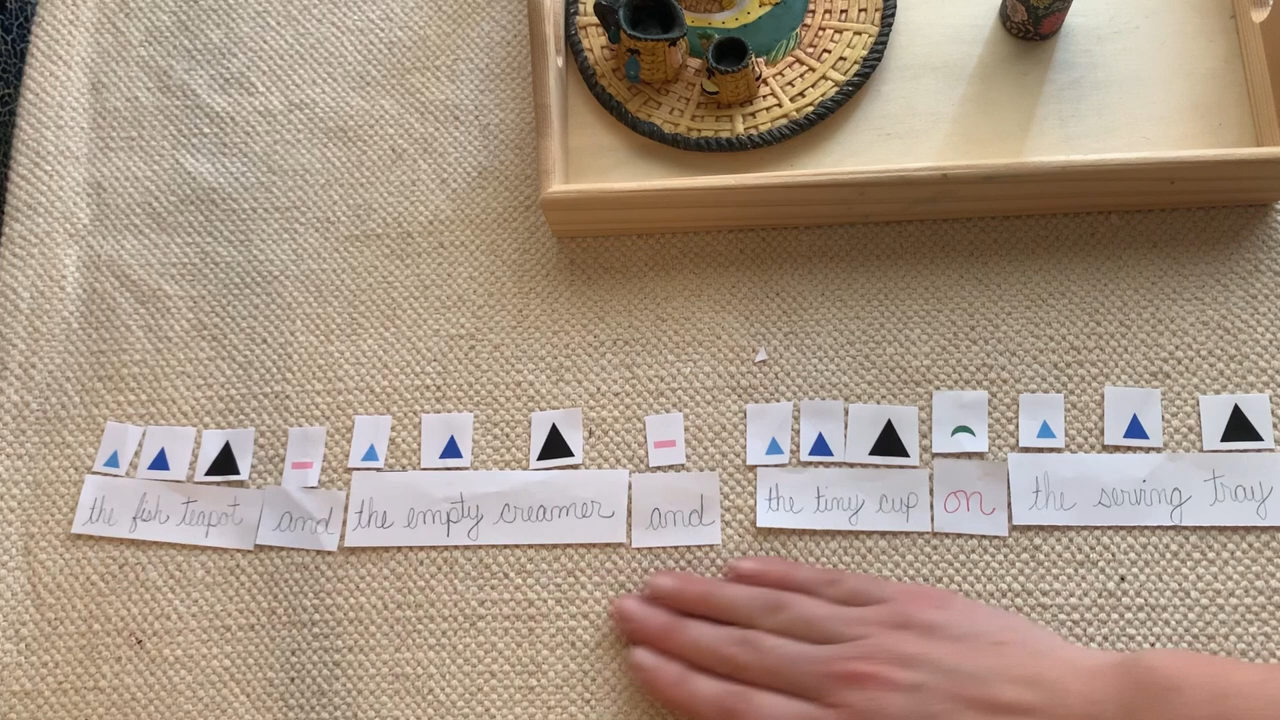 the fish teapot and the empty creamer and the tiny cup on the serving tray